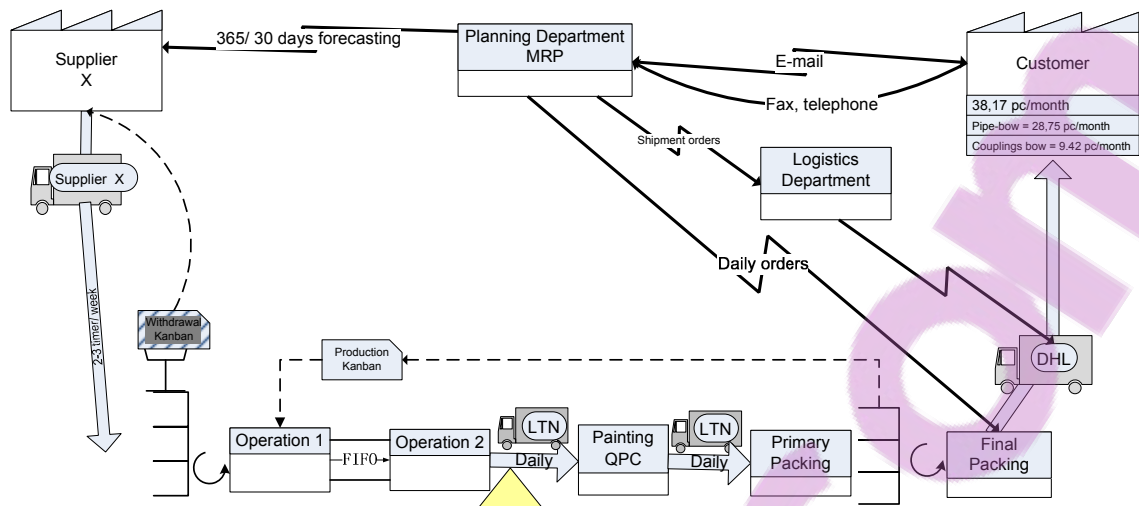 365/ 30 days forecasting
Supplier
X
Planning Department
MRP
E-mail
Fax, telephone
Customer
38,17 pc/month
Pipe-bow = 28,75 pc/month
Couplings bow = 9.42 pc/month
Shipment orders
Logistics
Department
Supplier X
Daily orders
2-3 timer/ week
Withdrawal
Kanban
Production
Kanban
DHL
Operation 1
FIFO
Operation 2
LTN
Daily
Painting
QPC
LTN
Daily
Primary
Packing
Final
Packing
on